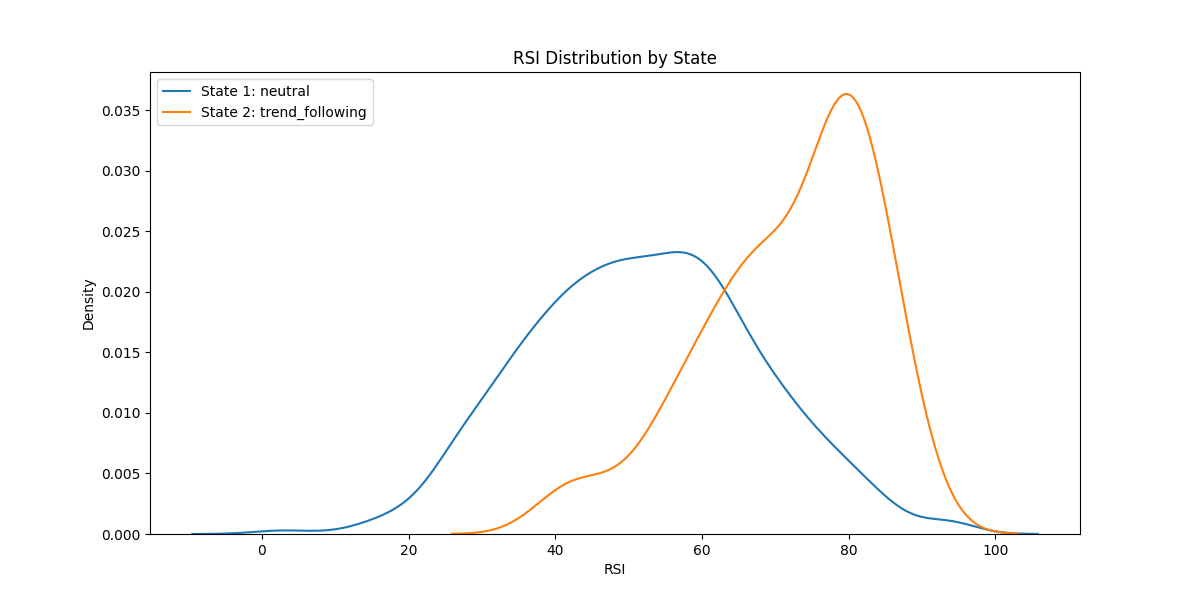 RSI Distribution by State
State 1: neutral
State 2: trend_following
Density
0.035
0.030
0.025
0.020
0.015
0.010
0.005
0.000
0 20 40 60 80 100
RSI